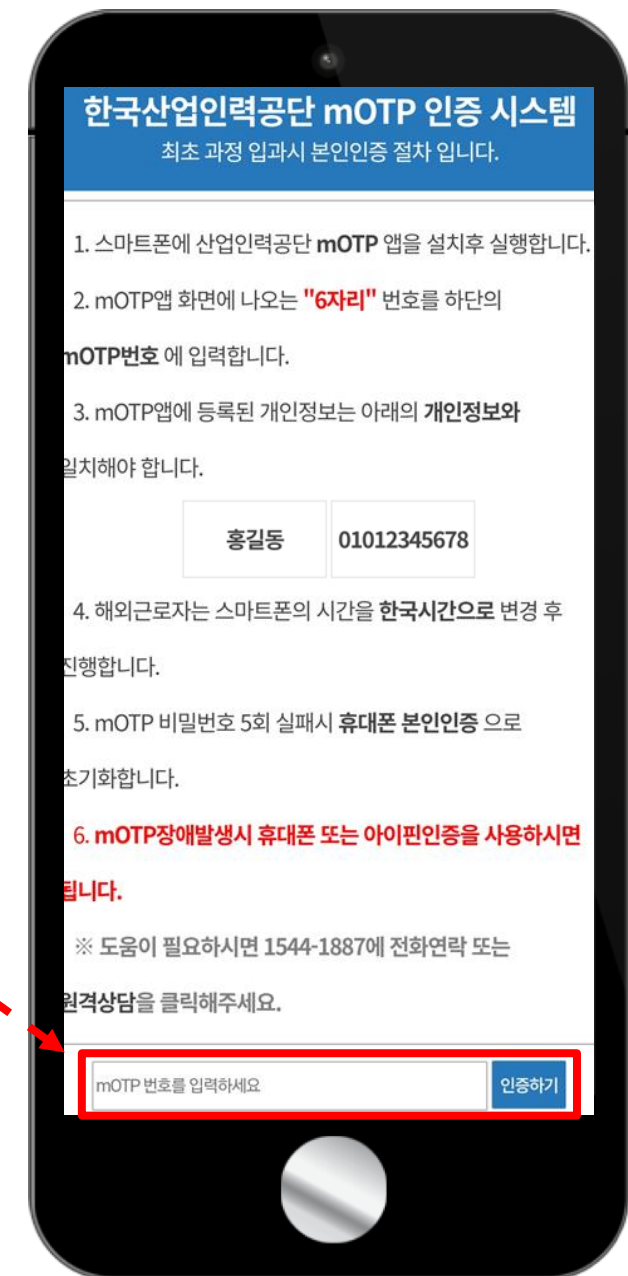 한국산업인력공단 mOTP 인증 시스템
최초 과정 입과시 본인인증 절차 입니다.
1. 스마트폰에 산업인력공단 mOTP 앱을 설치후 실행합니다.
2. mOTP앱 화면에 나오는 "6자리" 번호를 하단의
mOTP번호 에 입력합니다.
3. mOTP앱에 등록된 개인정보는 아래의 개인정보와
일치해야 합니다.
홍길동 01012345678
4. 해외근로자는 스마트폰의 시간을 한국시간으로 변경 후
진행합니다.
5. mOTP 비밀번호 5회 실패시 휴대폰 본인인증 으로
초기화합니다.
6. mOTP장애발생시 휴대폰 또는 아이핀인증을 사용하시면
됩니다.
※ 도움이 필요하시면 1544-1887에 전화연락 또는
원격상담을 클릭해주세요.
mOTP 번호를 입력하세요 인증하기